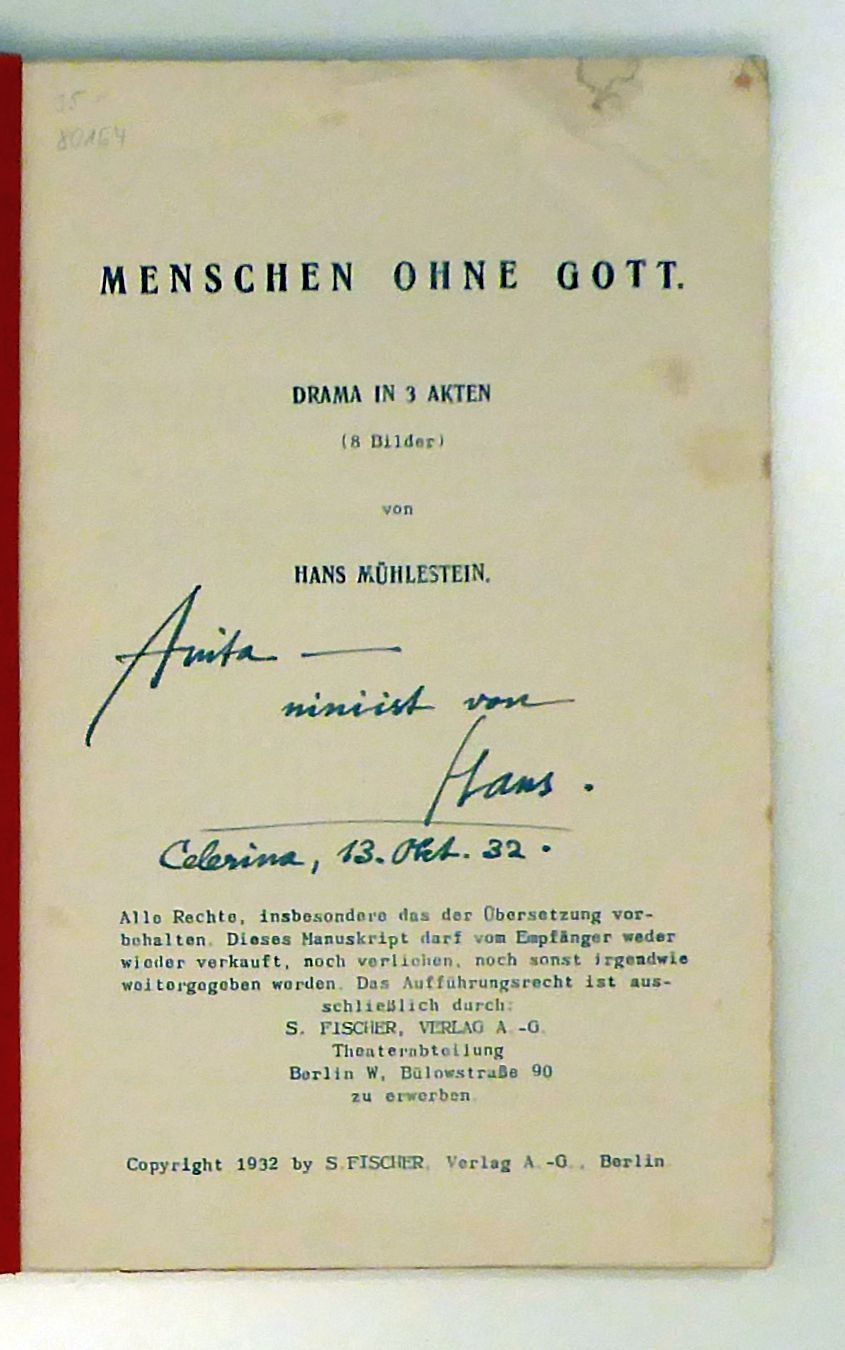 80164
MENSCHEN OHNE GOTT.
DRAMA IN 3 AKTEN
(8 Bilder)
von
HANS MÜHLESTEIN.
Anita —
von
Hans.
Celerina, 13. Okt. 32.
Alle Rechte, insbesondere das der Übersetzung vor-
behalten. Dieses Manuskript darf vom Empfänger weder
wieder verkauft, noch verliehen, noch sonst irgendwie
weitergegeben werden. Das Aufführungsrecht ist aus-
schließlich durch:
S. FISCHER, VERLAG A.-G.
Theaterabteilung
Berlin W, Bülowstraße 90
zu erwerben.
Copyright 1932 by S.FISCHER, Verlag A.-G., Berlin